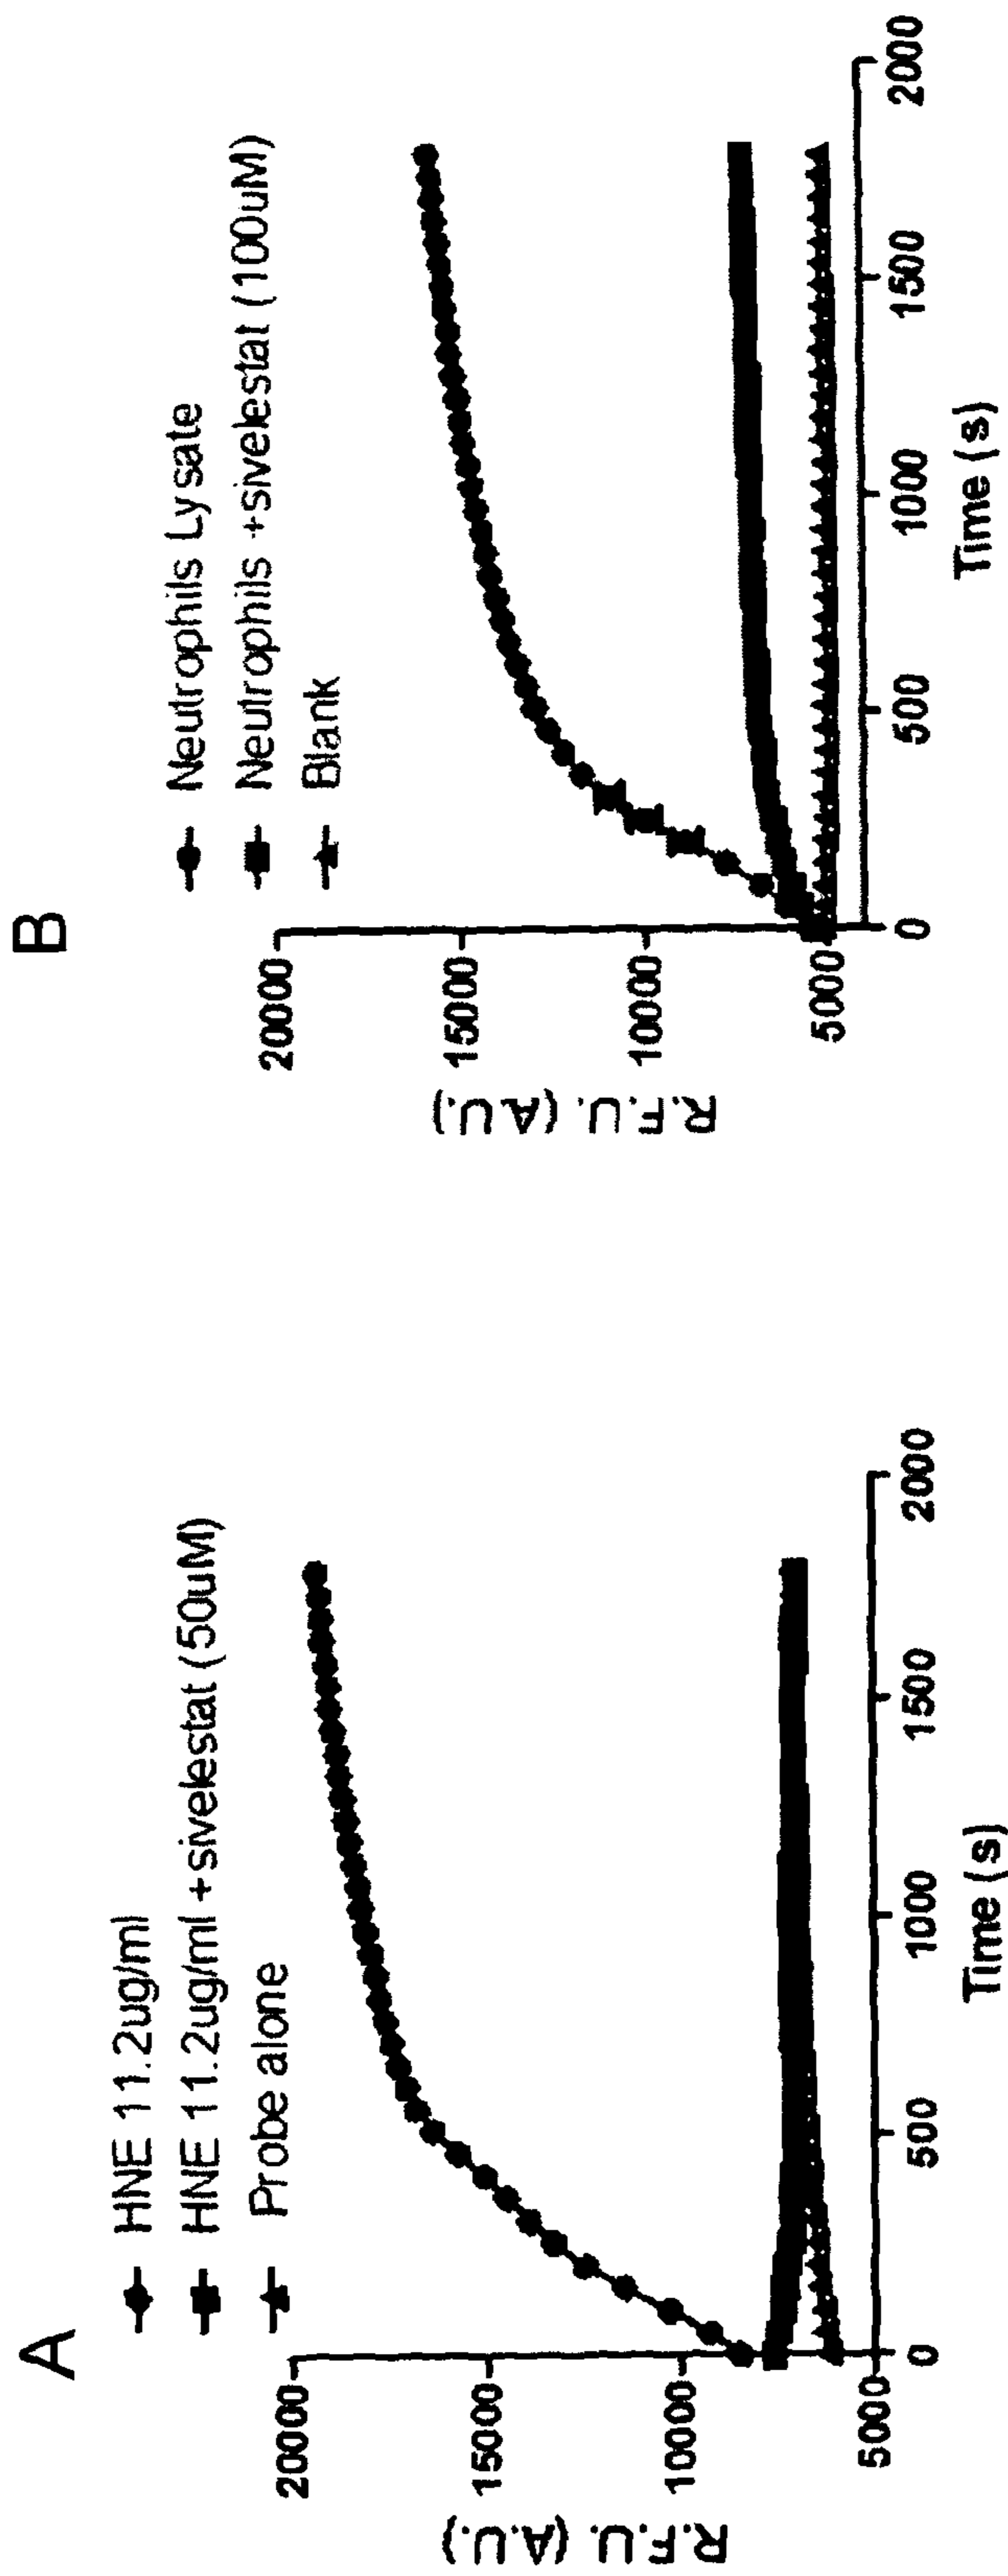 A
HNE 11.2ug/ml
HNE 11.2ug/ml +sivelestat (50uM)
Probe alone
20000
15000
10000
5000
R.F.U. (A.U.)
0
500
1000
1500
2000
Time (s)
B
Neutrophils Lysate
Neutrophils +sivelestat (100uM)
Blank
20000
15000
10000
5000
R.F.U. (A.U.)
0
500
1000
1500
2000
Time (s)